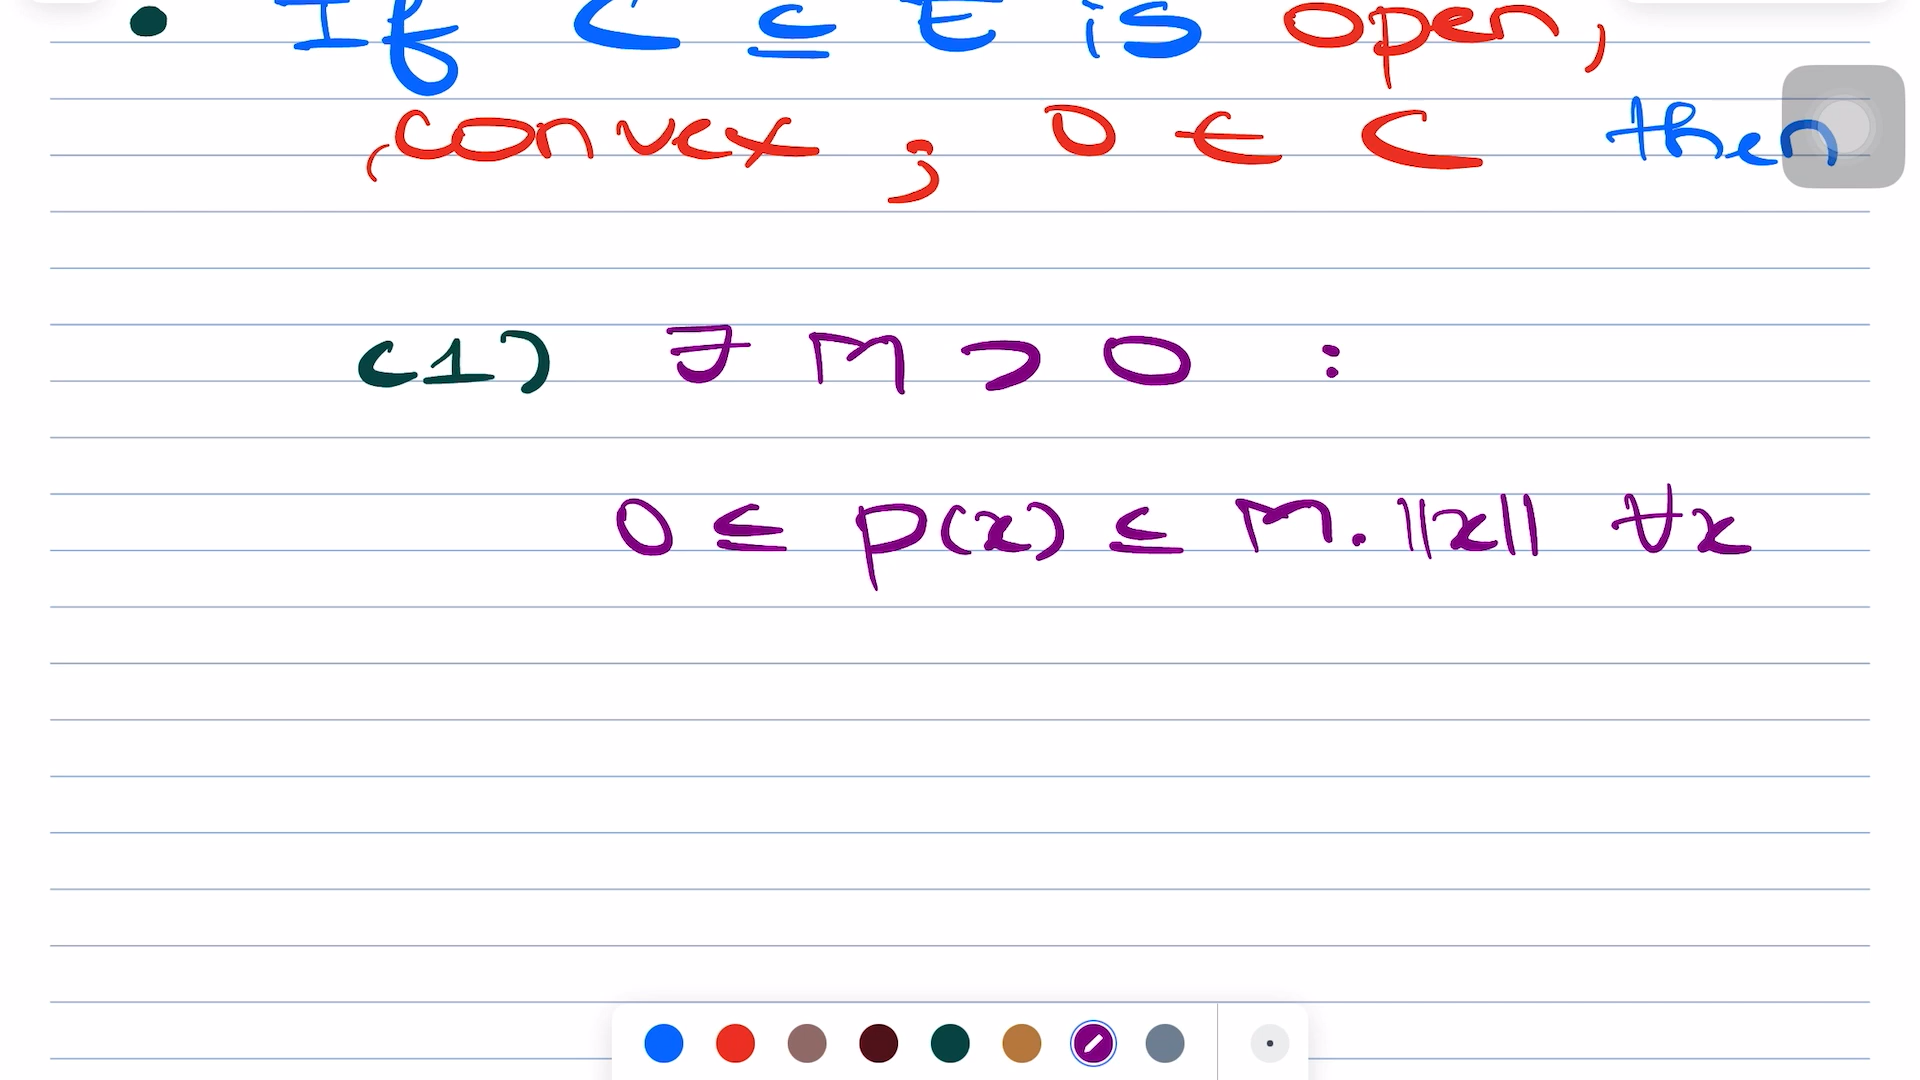 • If C ⊆ E is open,
convex, 0 ∈ C then
(1) ∃ M > 0 :
0 ≤ p(x) ≤ M. ||x|| ∀x